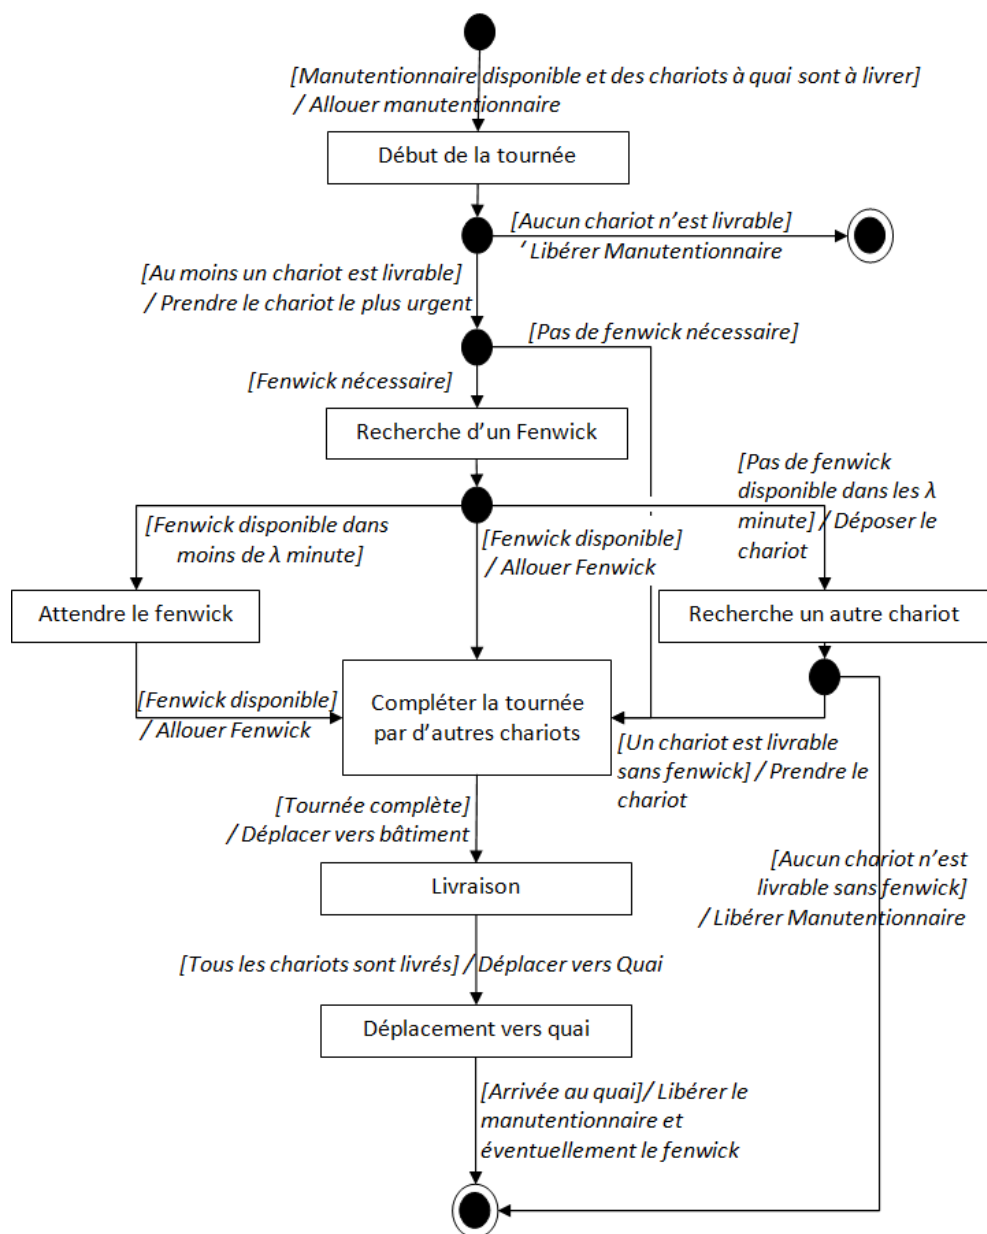 [Manutentionnaire disponible et des chariots à quai sont à livrer]
/ Allouer manutentionnaire
Début de la tournée
[Aucun chariot n’est livrable]
‘ Libérer Manutentionnaire
[Au moins un chariot est livrable]
/ Prendre le chariot le plus urgent
[Pas de fenwick nécessaire]
[Fenwick nécessaire]
Recherche d’un Fenwick
[Pas de fenwick
disponible dans les λ
minute] / Déposer le
chariot
[Fenwick disponible dans
moins de λ minute]
[Fenwick disponible]
/ Allouer Fenwick
Attendre le fenwick
Recherche un autre chariot
[Fenwick disponible]
/ Allouer Fenwick
Compléter la tournée
par d’autres chariots
[Un chariot est livrable
sans fenwick] / Prendre le
chariot
[Tournée complète]
/ Déplacer vers bâtiment
Livraison
[Aucun chariot n’est
livrable sans fenwick]
/ Libérer Manutentionnaire
[Tous les chariots sont livrés] / Déplacer vers Quai
Déplacement vers quai
[Arrivée au quai]/ Libérer le
manutentionnaire et
éventuellement le fenwick